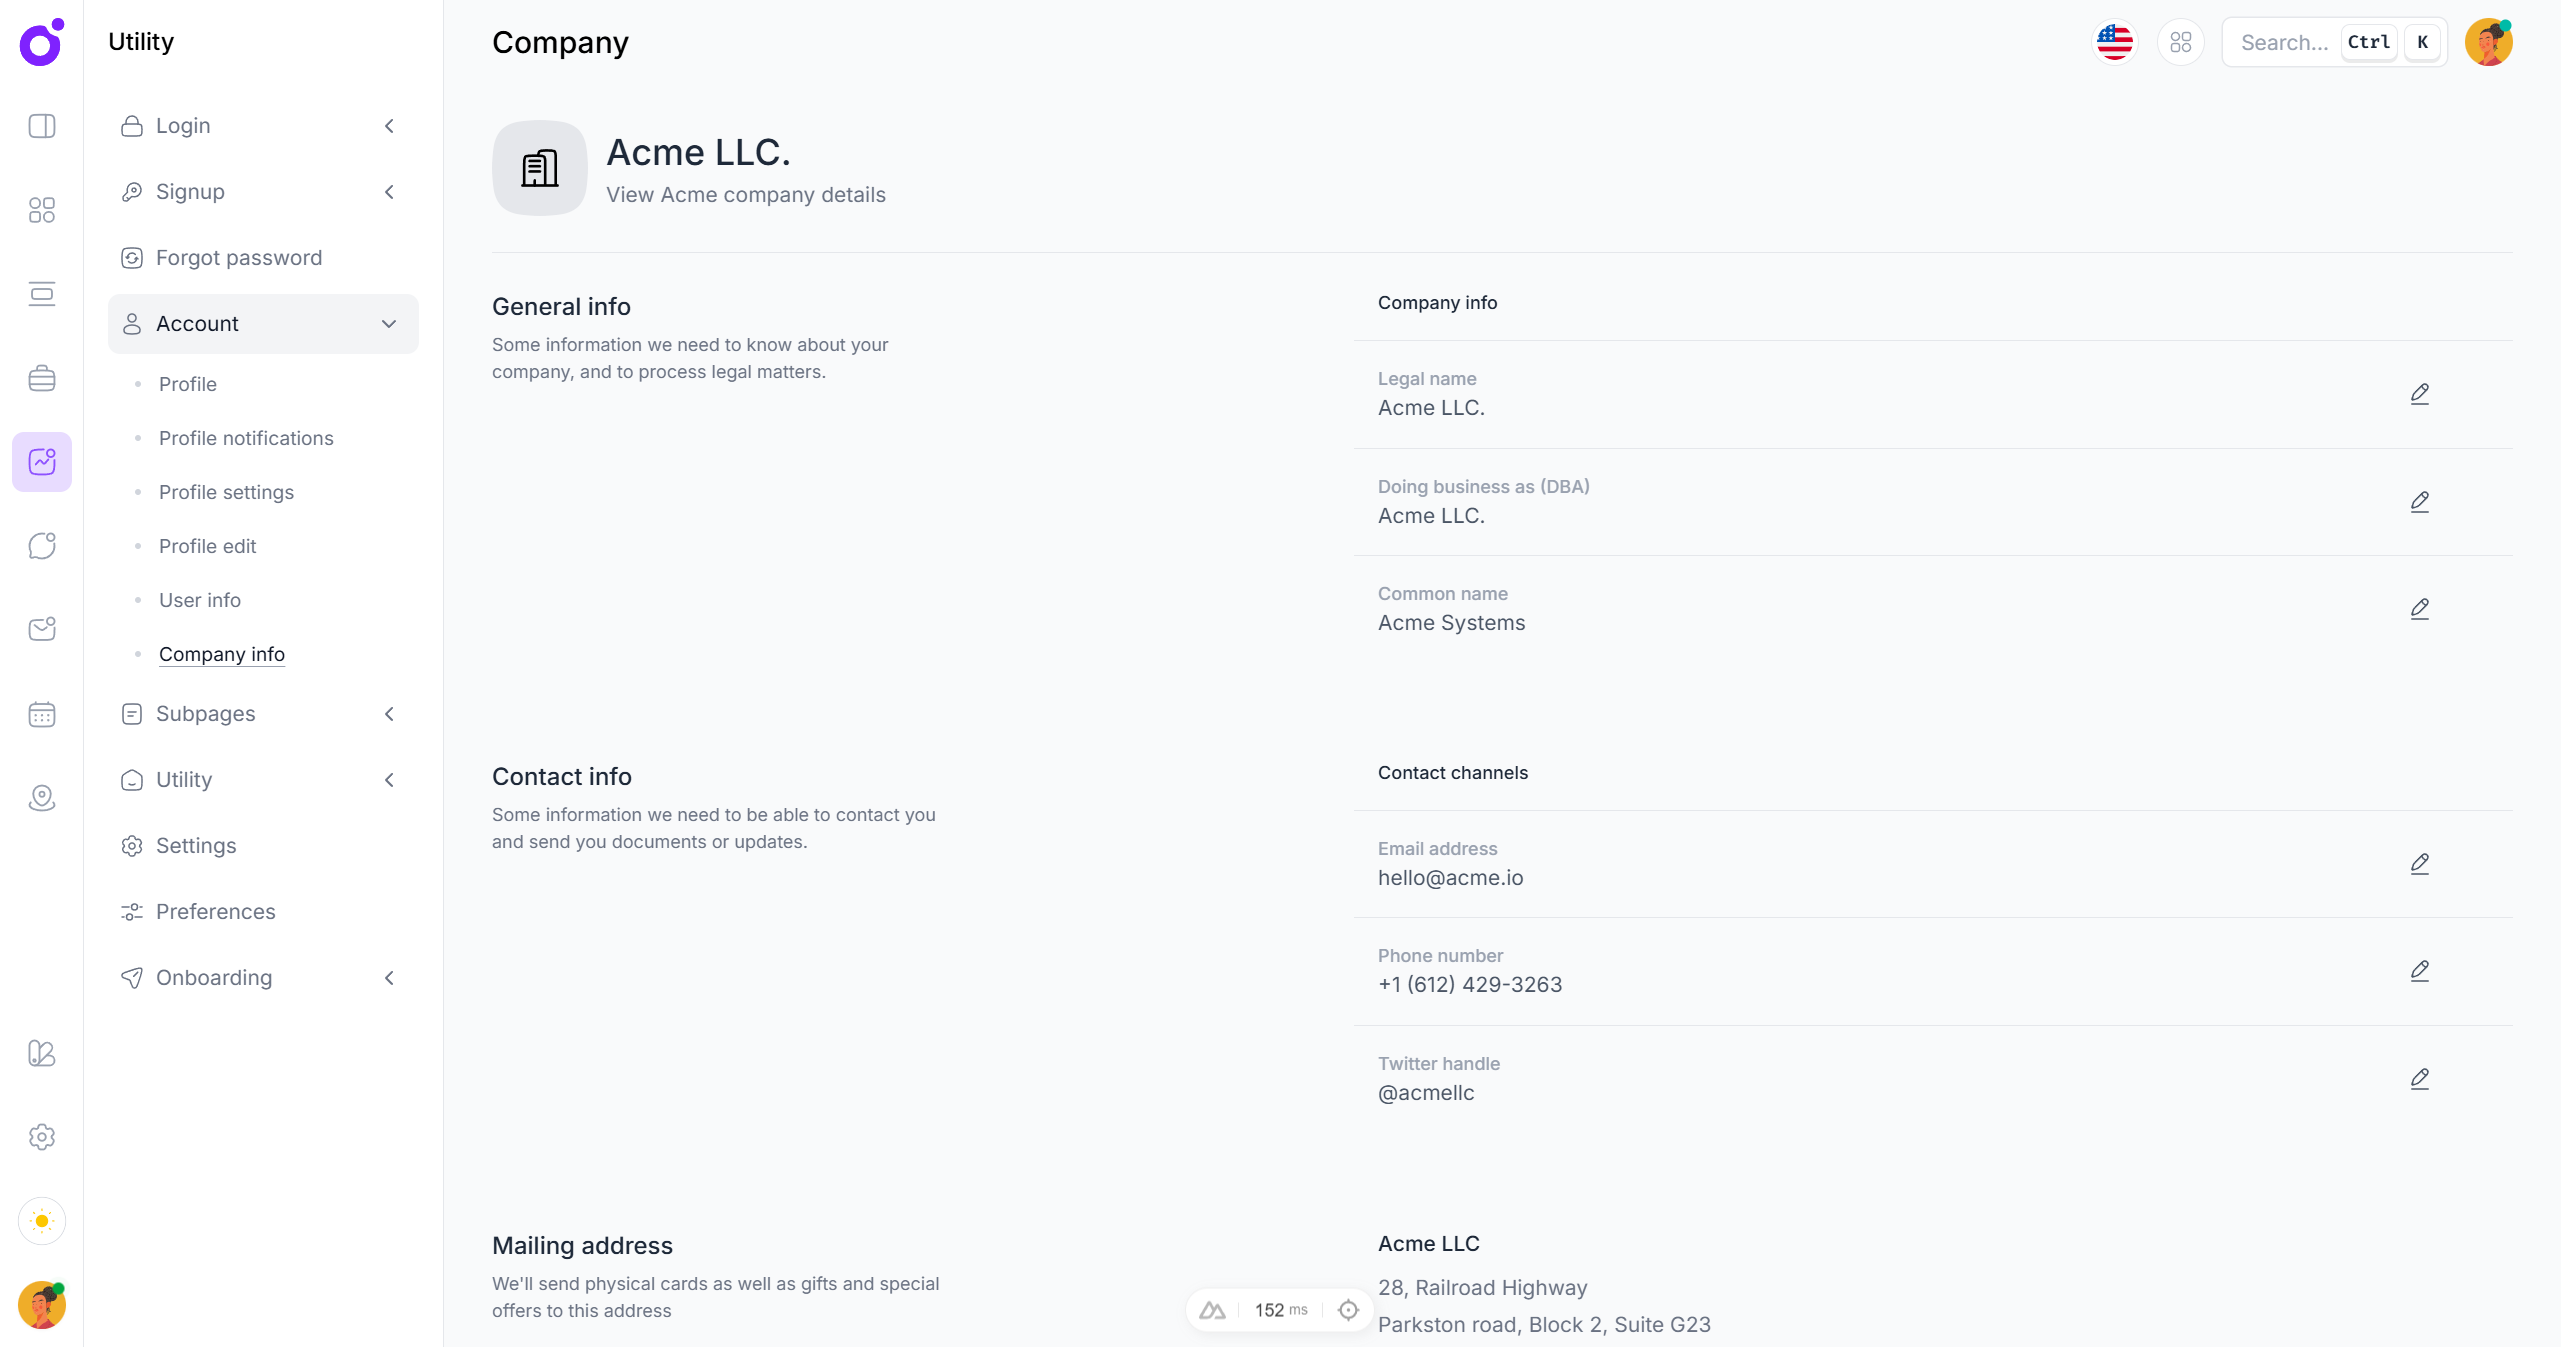 Utility
Login
Signup
Forgot password
Account
Profile
Profile notifications
Profile settings
Profile edit
User info
Company info
Subpages
Utility
Settings
Preferences
Onboarding
Company
Search...
Ctrl
K
Acme LLC.
View Acme company details
General info
Some information we need to know about your
company, and to process legal matters.
Company info
Legal name
Acme LLC.
Doing business as (DBA)
Acme LLC.
Common name
Acme Systems
Contact info
Some information we need to be able to contact you
and send you documents or updates.
Contact channels
Email address
hello@acme.io
Phone number
+1 (612) 429-3263
Twitter handle
@acmellc
Mailing address
We'll send physical cards as well as gifts and special
offers to this address
Acme LLC
28, Railroad Highway
Parkston road, Block 2, Suite G23
152 ms